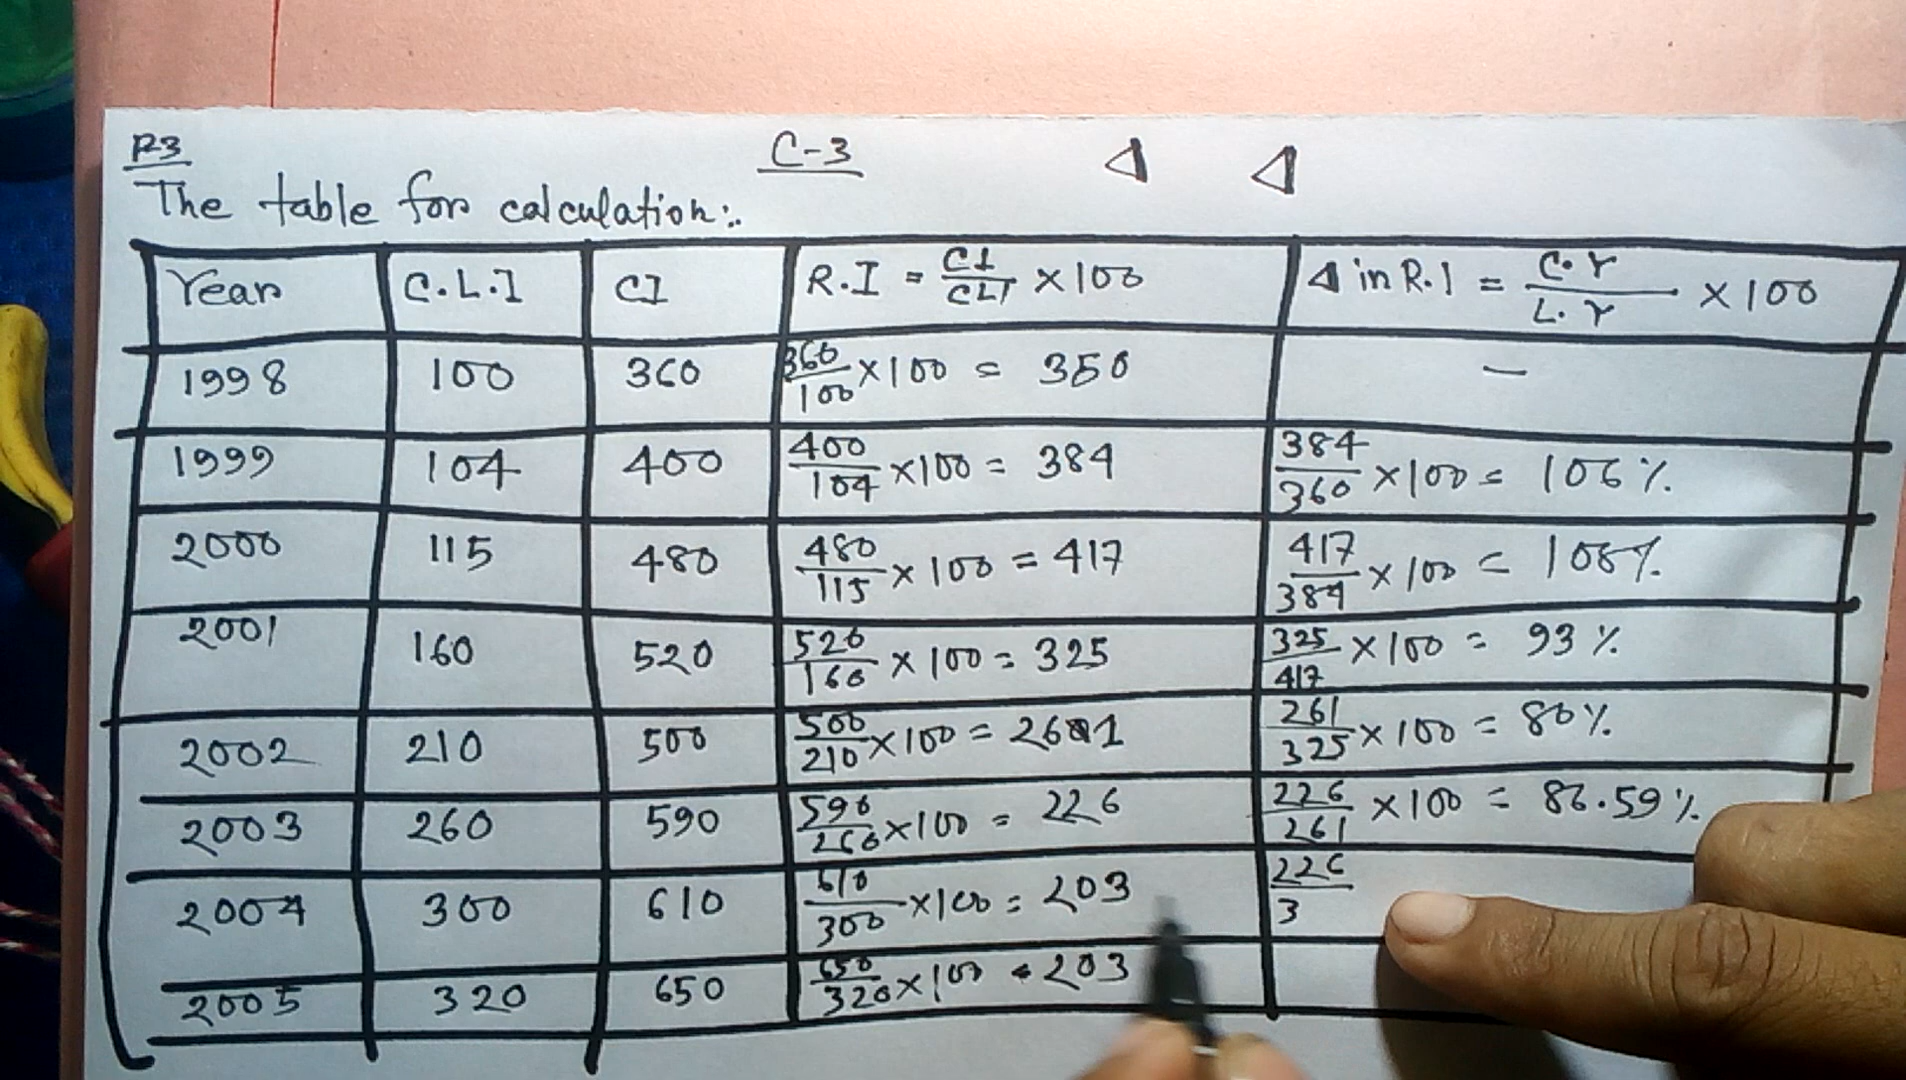 P3
C-3
Δ Δ
The table for calculation:.
Year C.L.I CI R.I = CI/CLI × 100 Δ in R.I = C.Y/L.Y × 100
1998 100 360 360/100 × 100 = 350 —
1999 104 400 400/104 × 100 = 384 384/360 × 100 = 106%
2000 115 480 480/115 × 100 = 417 417/384 × 100 = 108%
2001 160 520 520/160 × 100 = 325 325/417 × 100 = 93%
2002 210 500 500/210 × 100 = 261 261/325 × 100 = 80%
2003 260 590 590/260 × 100 = 226 226/261 × 100 = 86.59%
2004 300 610 610/300 × 100 = 203 226/3
2005 320 650 650/320 × 100 = 203